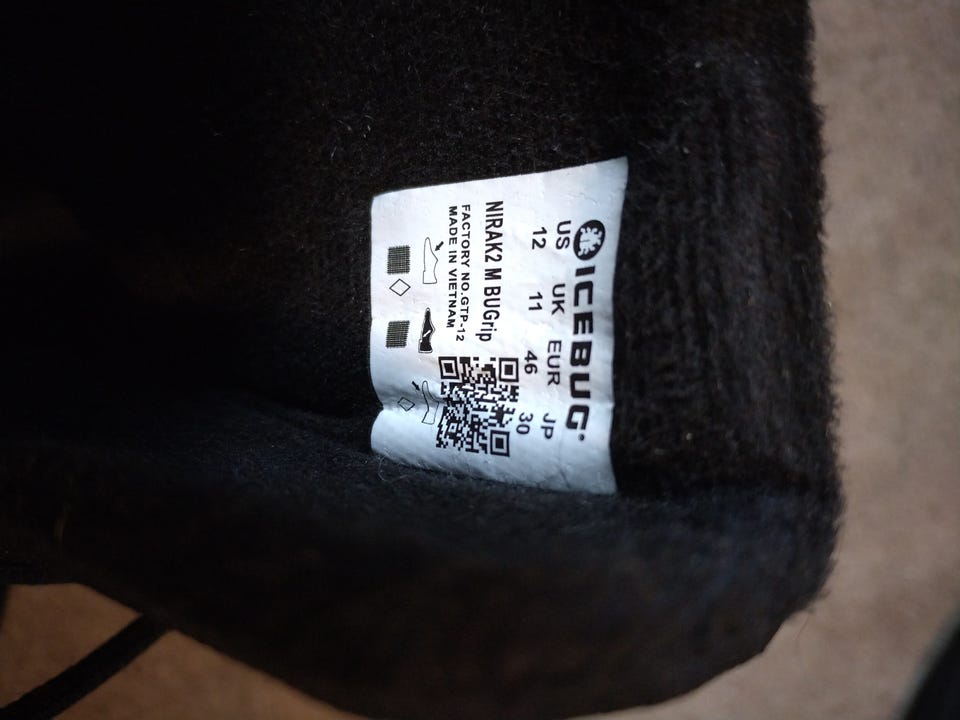 ICEBUG®
US UK EUR JP
12 11 46 30
NIRAK2 M BUGrip
FACTORY NO.GTP-12
MADE IN VIETNAM